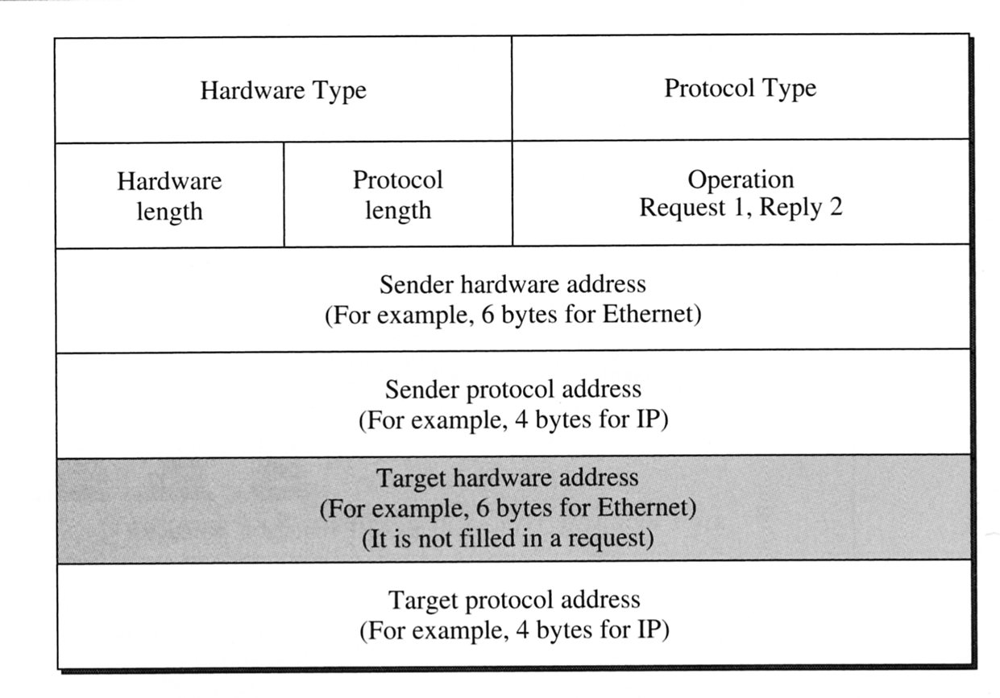 Hardware Type
Protocol Type
Hardware
length
Protocol
length
Operation
Request 1, Reply 2
Sender hardware address
(For example, 6 bytes for Ethernet)
Sender protocol address
(For example, 4 bytes for IP)
Target hardware address
(For example, 6 bytes for Ethernet)
(It is not filled in a request)
Target protocol address
(For example, 4 bytes for IP)